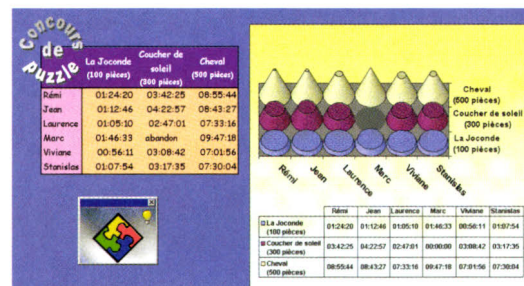 Concours
de
puzzle
La Joconde
(100 pièces)
Coucher de
soleil
(300 pièces)
Cheval
(500 pièces)
Rémi 01:24:20 03:42:25 08:55:44
Jean 01:12:46 04:22:57 08:43:27
Laurence 01:05:10 02:47:01 07:33:16
Marc 01:46:33 abandon 09:47:18
Viviane 00:56:11 03:08:42 07:01:56
Stanislas 01:07:54 03:17:35 07:30:04
Cheval
(500 pièces)
Coucher de soleil
(300 pièces)
La Joconde
(100 pièces)
Rémi
Jean
Laurence
Marc
Viviane
Stanislas
Rémi Jean Laurence Marc Viviane Stanislas
La Joconde
(100 pièces)
01:24:20 01:12:46 01:05:10 01:46:33 00:56:11 01:07:54
Coucher de soleil
(300 pièces)
03:42:25 04:22:57 02:47:01 00:00:00 03:08:42 03:17:35
Cheval
(500 pièces)
08:55:44 08:43:27 07:33:16 09:47:18 07:01:56 07:30:04